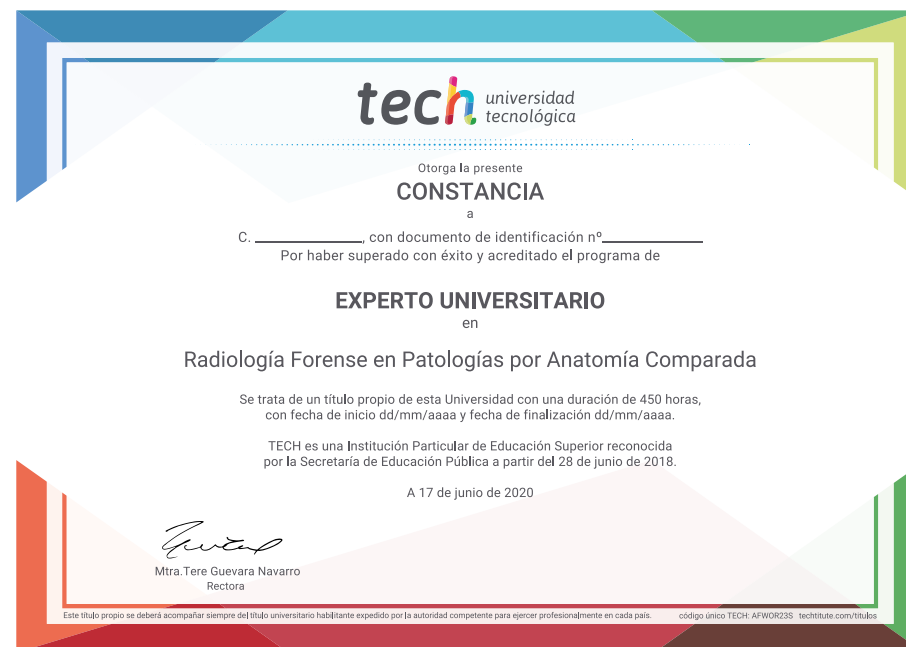 tech universidad
tecnológica
Otorga la presente
CONSTANCIA
a
C. ____________, con documento de identificación nº____________
Por haber superado con éxito y acreditado el programa de
EXPERTO UNIVERSITARIO
en
Radiología Forense en Patologías por Anatomía Comparada
Se trata de un título propio de esta Universidad con una duración de 450 horas,
con fecha de inicio dd/mm/aaaa y fecha de finalización dd/mm/aaaa.
TECH es una Institución Particular de Educación Superior reconocida
por la Secretaría de Educación Pública a partir del 28 de junio de 2018.
A 17 de junio de 2020
Mtra.Tere Guevara Navarro
Rectora
Este título propio se deberá acompañar siempre del título universitario habilitante expedido por la autoridad competente para ejercer profesionalmente en cada país. código único TECH: AFWOR23S techtitute.com/titulos